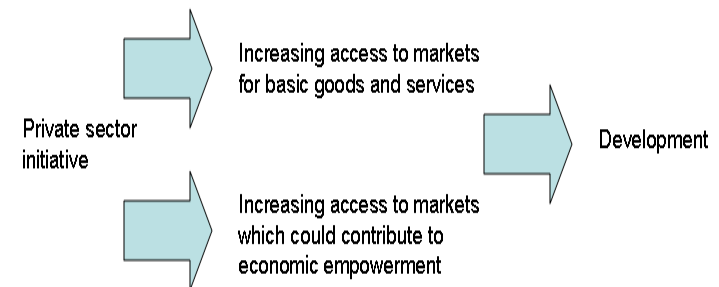 Private sector
initiative
Increasing access to markets
for basic goods and services
Increasing access to markets
which could contribute to
economic empowerment
Development